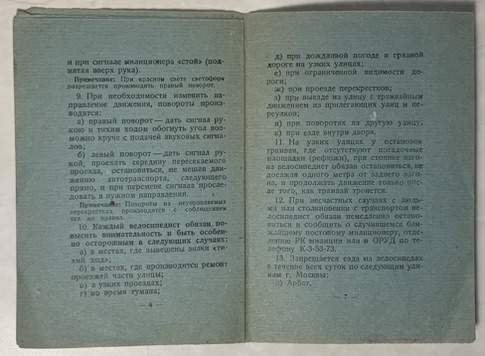 и при сигнале милиционера «стой» (поднятая вверх рука).
Примечание: При красном свете светофора
разрешается производить правый поворот.
9. При необходимости изменить направление
движения, повороты производятся:
а) правый поворот — дать сигнал рукою
и тихим ходом обогнуть угол возможно
круче с подачей звуковых сигналов;
б) левый поворот — дать сигнал рукой,
проехать середину пересекаемого
проезда, остановиться, не мешая движению
автотранспорта, следующего
прямо, и при перемене сигнала проследовать
в нужном направлении.
Примечание: Повороты на
перекрестках, производятся с соблюдением
тех же правил.
10. Каждый велосипедист обязан повысить
внимательность и быть особенно
осторожным в следующих случаях:
а) в местах, где вывешены знаки «тихий
ход»;
б) в местах, где производится ремонт
проезжей части улицы;
в) в узких проездах;
г) во время тумана;
— 6 —
д) при дождливой погоде и грязной
дороге на узких улицах;
е) при ограниченной видимости дороги;
ж) при проезде перекрестков;
з) при выезде на улицу с трамвайным
движением из прилегающих улиц и переулков;
и) при поворотах на другую улицу,
к) при езде внутри двора.
11. На узких улицах у остановок
трамвая, где отсутствуют посадочные
площадки (рефюжи), при стоянке вагона
велосипедист обязан остановиться, не
доезжая одного метра до заднего вагона,
и продолжать движение только после
того, как трамвай тронется.
12. При несчастных случаях с людьми
или столкновении с транспортом велосипедист
обязан немедленно остановиться
и сообщить о случившемся ближайшему
постовому милиционеру, отделению
РК милиции или в ОРУД по телефону
К-3-53-73.
13. Запрещается езда на велосипедах
в течение всех суток по следующим улицам
г. Москвы:
а) Арбат,
— 7 —